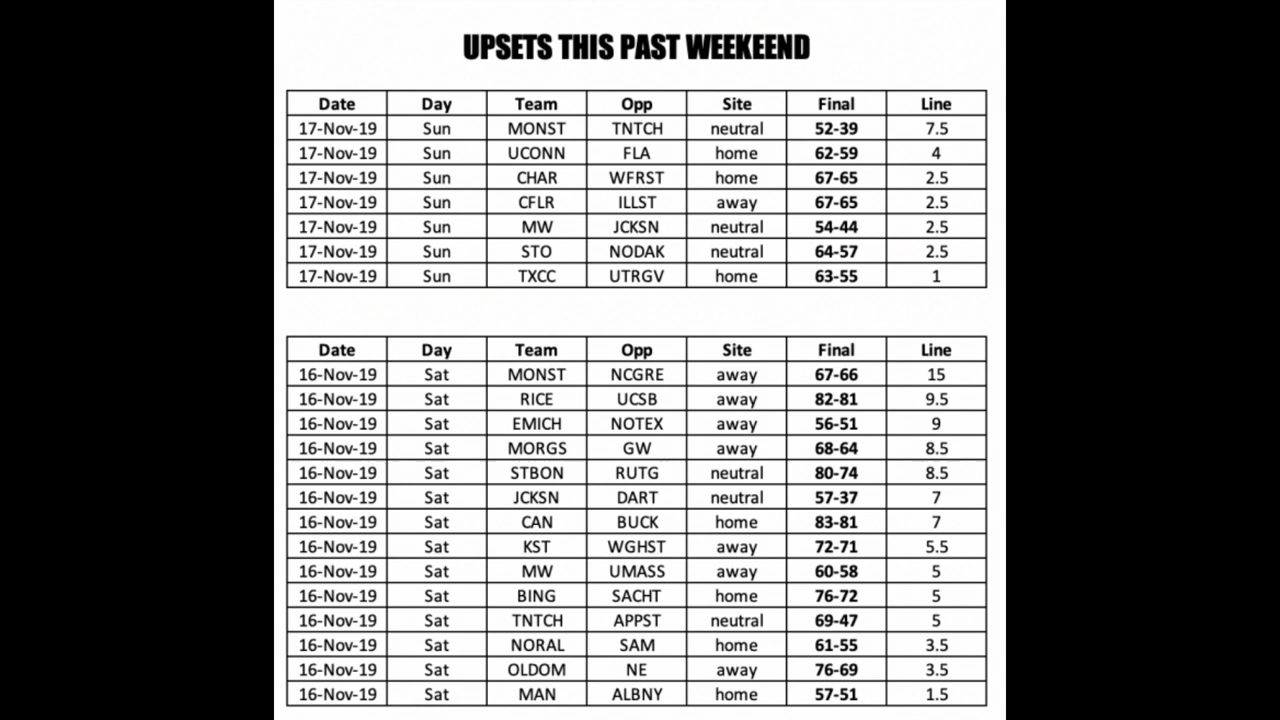 UPSETS THIS PAST WEEKEEND
Date Day Team Opp Site Final Line
17-Nov-19 Sun MONST TNTCH neutral 52-39 7.5
17-Nov-19 Sun UCONN FLA home 62-59 4
17-Nov-19 Sun CHAR WFRST home 67-65 2.5
17-Nov-19 Sun CFLR ILLST away 67-65 2.5
17-Nov-19 Sun MW JCKSN neutral 54-44 2.5
17-Nov-19 Sun STO NODAK neutral 64-57 2.5
17-Nov-19 Sun TXCC UTRGV home 63-55 1
Date Day Team Opp Site Final Line
16-Nov-19 Sat MONST NCGRE away 67-66 15
16-Nov-19 Sat RICE UCSB away 82-81 9.5
16-Nov-19 Sat EMICH NOTEX away 56-51 9
16-Nov-19 Sat MORGS GW away 68-64 8.5
16-Nov-19 Sat STBON RUTG neutral 80-74 8.5
16-Nov-19 Sat JCKSN DART neutral 57-37 7
16-Nov-19 Sat CAN BUCK home 83-81 7
16-Nov-19 Sat KST WGHST away 72-71 5.5
16-Nov-19 Sat MW UMASS away 60-58 5
16-Nov-19 Sat BING SACHT home 76-72 5
16-Nov-19 Sat TNTCH APPST neutral 69-47 5
16-Nov-19 Sat NORAL SAM home 61-55 3.5
16-Nov-19 Sat OLDOM NE away 76-69 3.5
16-Nov-19 Sat MAN ALBNY home 57-51 1.5